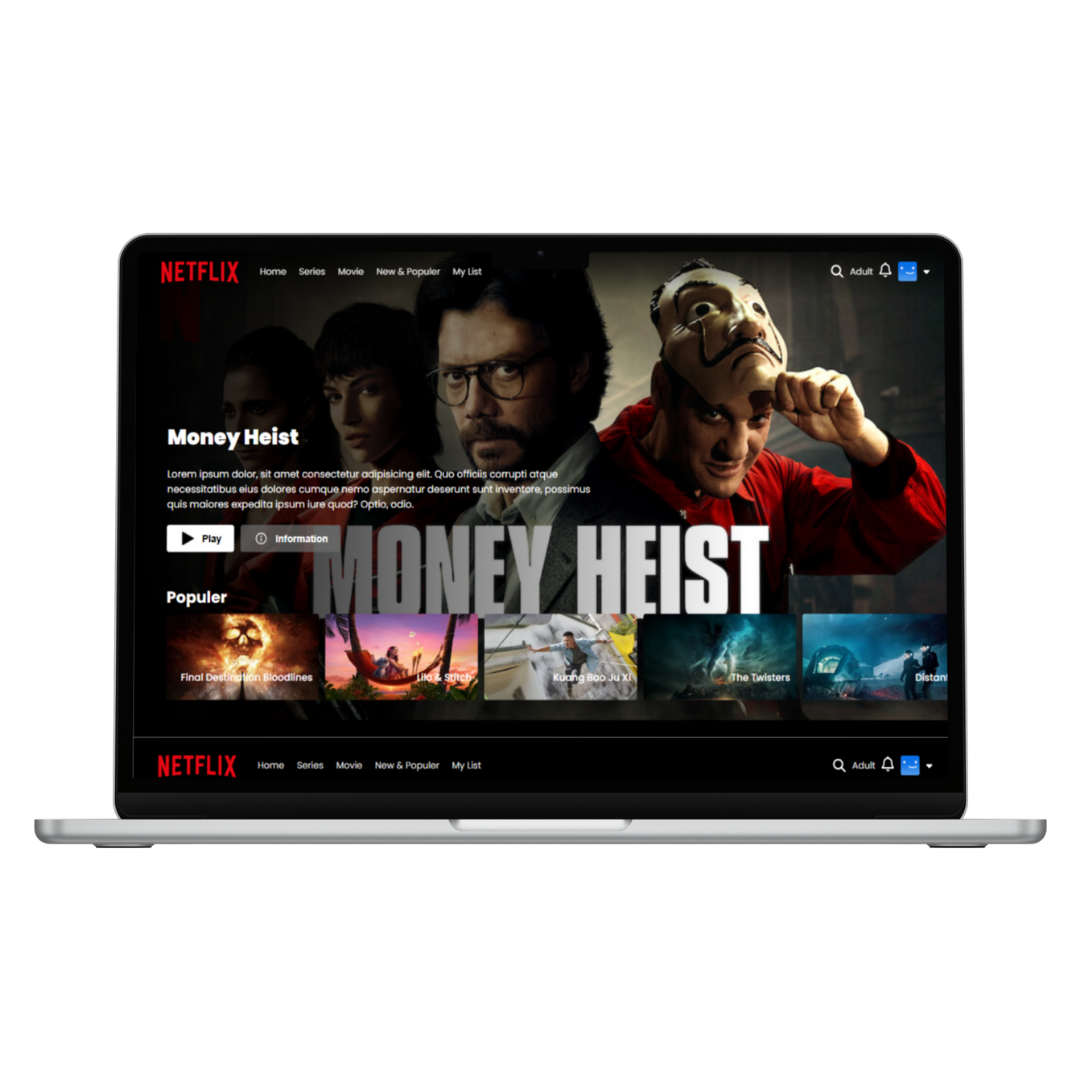 NETFLIX Home Series Movie New & Populer My List Adult
Money Heist
Lorem ipsum dolor, sit amet consectetur adipisicing elit. Quo officiis corrupti atque
necessitatibus eius dolores cumque nemo aspernatur deserunt sunt inventore, possimus
quis maiores expedita ipsum iure quod? Optio, odio.
Play Information
MONEY HEIST
Populer
Final Destination Bloodlines Lilo & Stitch Kuang Bao Ju Xi The Twisters Distan
NETFLIX Home Series Movie New & Populer My List Adult